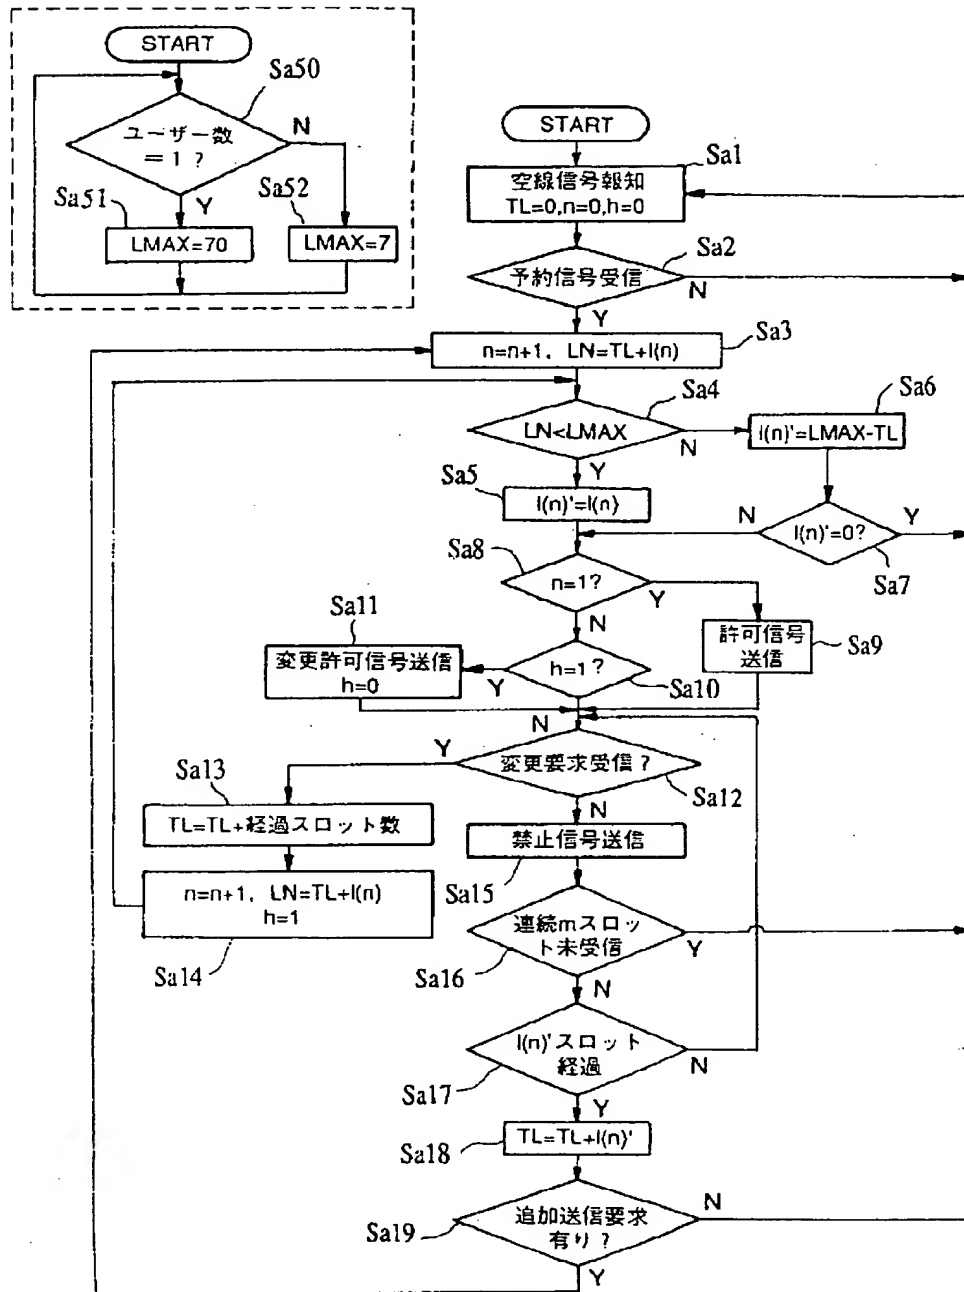 START
Sa50
ユーザー数
=1?
N
Y
Sa51
Sa52
LMAX=70
LMAX=7
START
Sa1
空線信号報知
TL=0,n=0,h=0
Sa2
予約信号受信
N
Y
Sa3
n=n+1, LN=TL+l(n)
Sa4
LN<LMAX
N
Y
Sa6
l(n)'=LMAX-TL
Sa5
l(n)'=l(n)
N
l(n)'=0?
Y
Sa7
Sa8
n=1?
Y
N
Sa9
許可信号
送信
Sa11
変更許可信号送信
h=0
h=1?
Y
Sa10
N
Y
変更要求受信?
Sa12
N
Sa13
TL=TL+経過スロット数
n=n+1, LN=TL+l(n)
h=1
Sa14
禁止信号送信
Sa15
連続mスロッ
ト未受信
Y
Sa16
N
l(n)'スロット
経過
N
Sa17
Y
TL=TL+l(n)'
Sa18
追加送信要求
有り?
N
Sa19
Y